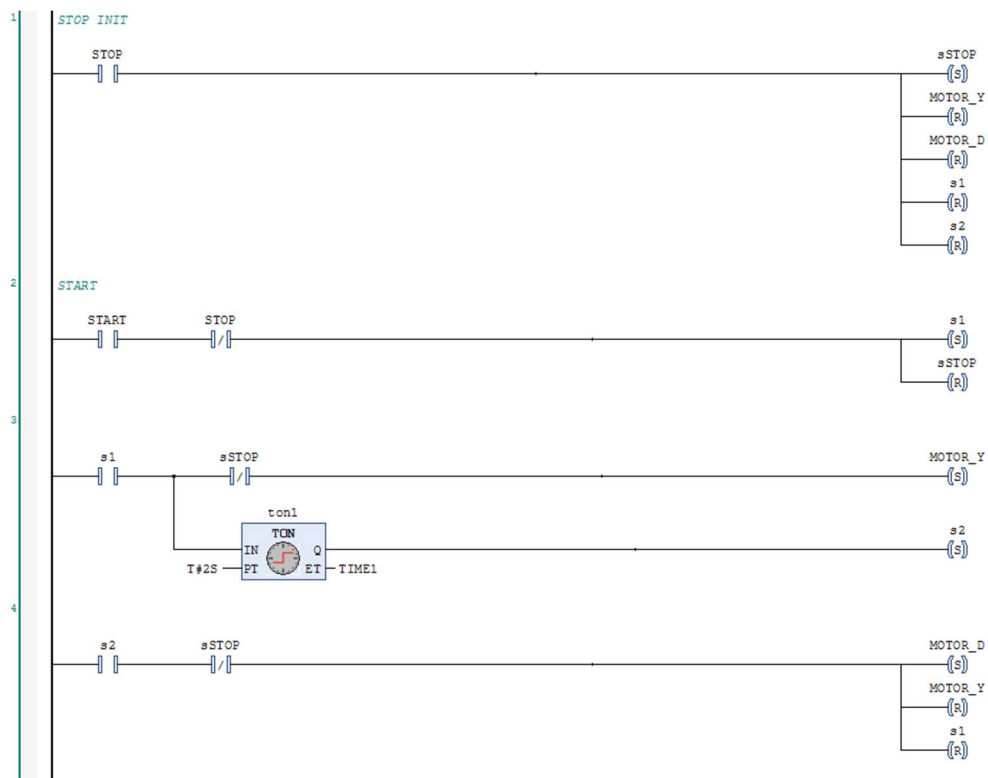 1
STOP INIT
STOP
sSTOP
S
MOTOR_Y
R
MOTOR_D
R
s1
R
s2
R
2
START
START STOP
/
s1
S
sSTOP
R
3
s1 sSTOP
/
MOTOR_Y
S
ton1
TON
IN Q
T#2S PT ET TIME1
s2
S
4
s2 sSTOP
/
MOTOR_D
S
MOTOR_Y
R
s1
R